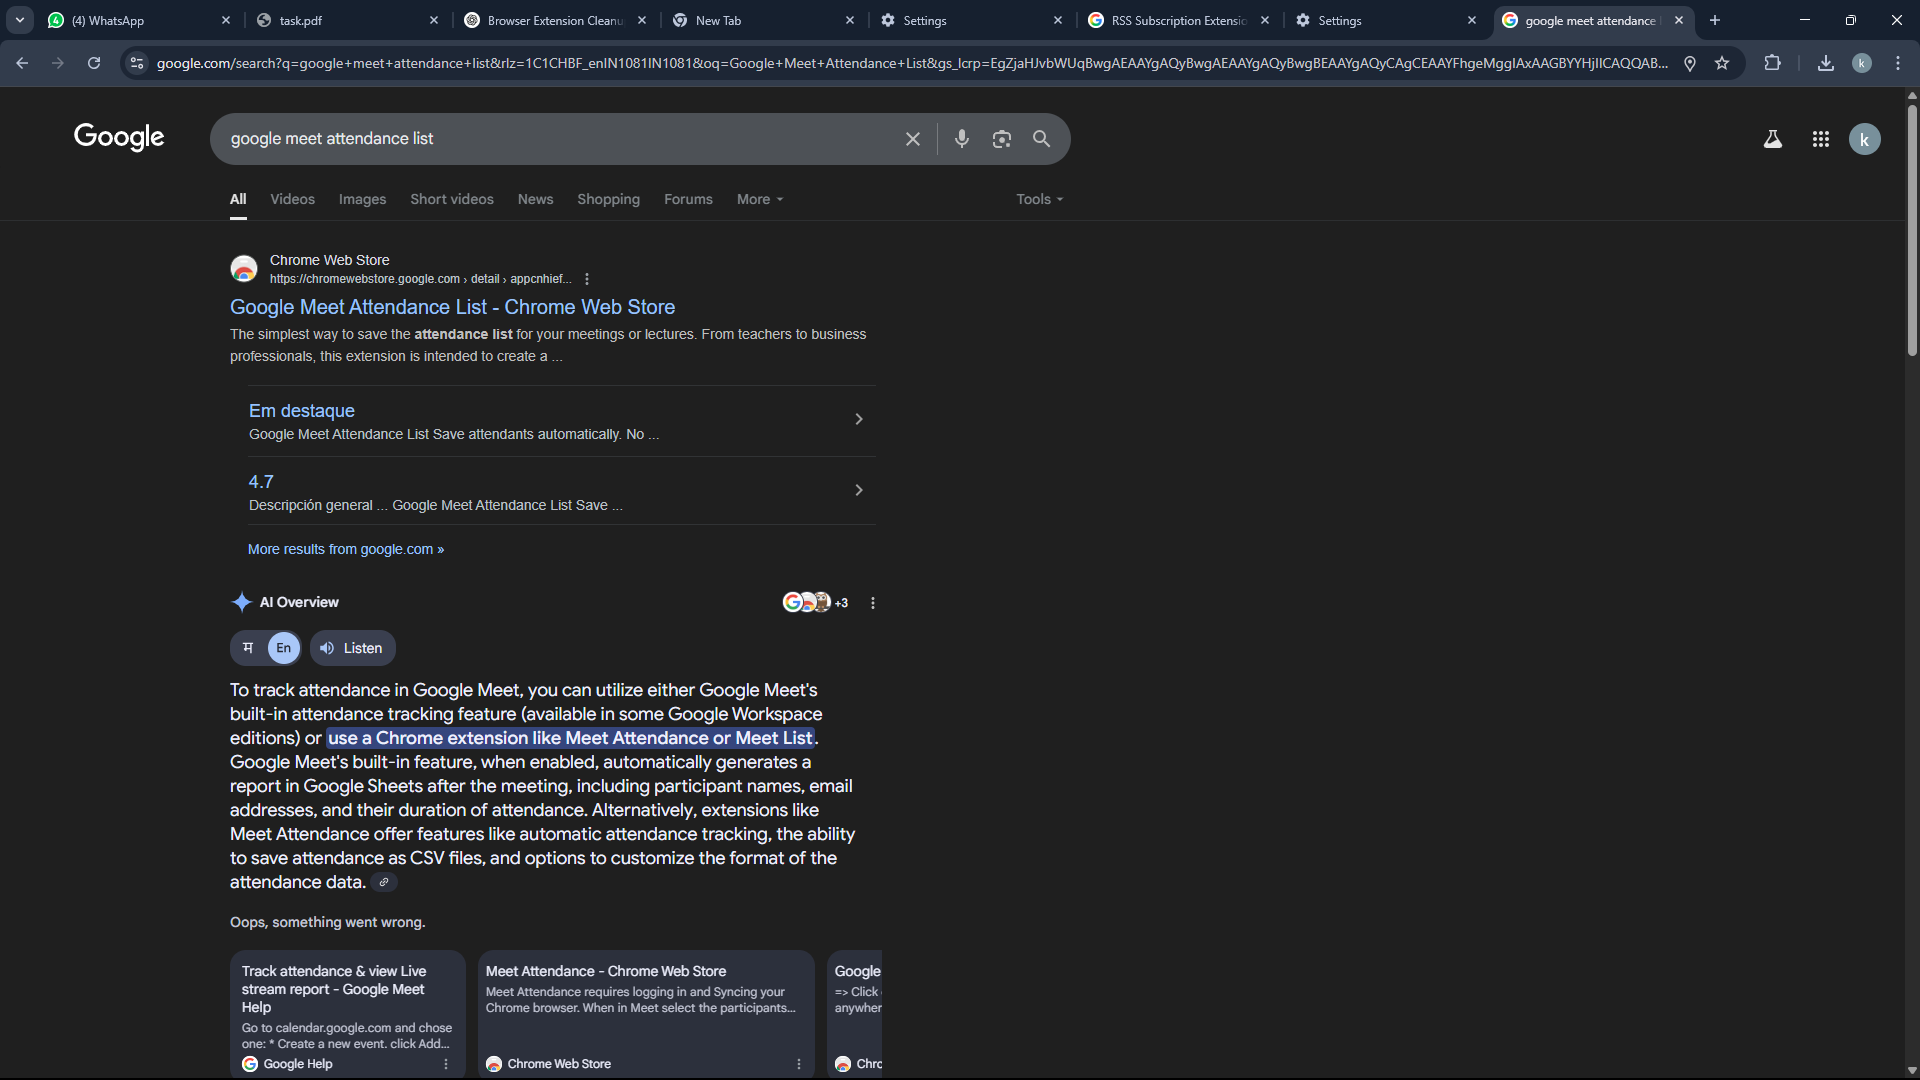 (4) WhatsApp
task.pdf
Browser Extension Cleanu
New Tab
Settings
RSS Subscription Extensio
Settings
google meet attendance l
google.com/search?q=google+meet+attendance+list&rlz=1C1CHBF_enIN1081IN1081&oq=Google+Meet+Attendance+List&gs_lcrp=EgZjaHJvbWUqBwgAEAAYgAQyBwgAEAAYgAQyBwgBEAAYgAQyCAgCEAAYFhgeMggIAxAAGBYYHjIICAQQAB...
k
Google
google meet attendance list
k
All
Videos
Images
Short videos
News
Shopping
Forums
More
Tools
Chrome Web Store
https://chromewebstore.google.com › detail › appcnhief...
Google Meet Attendance List - Chrome Web Store
The simplest way to save the attendance list for your meetings or lectures. From teachers to business
professionals, this extension is intended to create a ...
Em destaque
Google Meet Attendance List Save attendants automatically. No ...
4.7
Descripción general ... Google Meet Attendance List Save ...
More results from google.com »
AI Overview
+3
म
En
Listen
To track attendance in Google Meet, you can utilize either Google Meet's
built-in attendance tracking feature (available in some Google Workspace
editions) or use a Chrome extension like Meet Attendance or Meet List.
Google Meet's built-in feature, when enabled, automatically generates a
report in Google Sheets after the meeting, including participant names, email
addresses, and their duration of attendance. Alternatively, extensions like
Meet Attendance offer features like automatic attendance tracking, the ability
to save attendance as CSV files, and options to customize the format of the
attendance data.
Oops, something went wrong.
Track attendance & view Live
stream report - Google Meet
Help
Go to calendar.google.com and chose
one: * Create a new event. click Add...
Google Help
Meet Attendance - Chrome Web Store
Meet Attendance requires logging in and Syncing your
Chrome browser. When in Meet select the participants...
Chrome Web Store
Google
=> Click
anywher
Chro